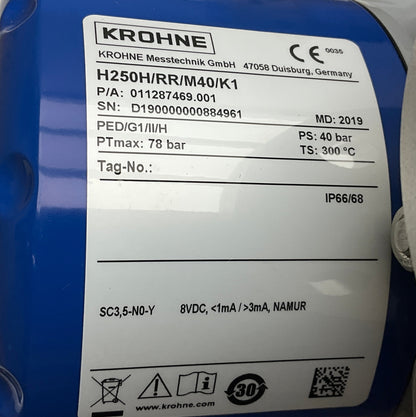 KROHNE
CE 0035
KROHNE Messtechnik GmbH 47058 Duisburg, Germany
H250H/RR/M40/K1
P/A: 011287469.001
SN: D190000000884961 MD: 2019
PED/G1/II/H PS: 40 bar
PTmax: 78 bar TS: 300 °C
Tag-No.:
IP66/68
SC3,5-N0-Y 8VDC, <1mA / >3mA, NAMUR
30
www.krohne.com